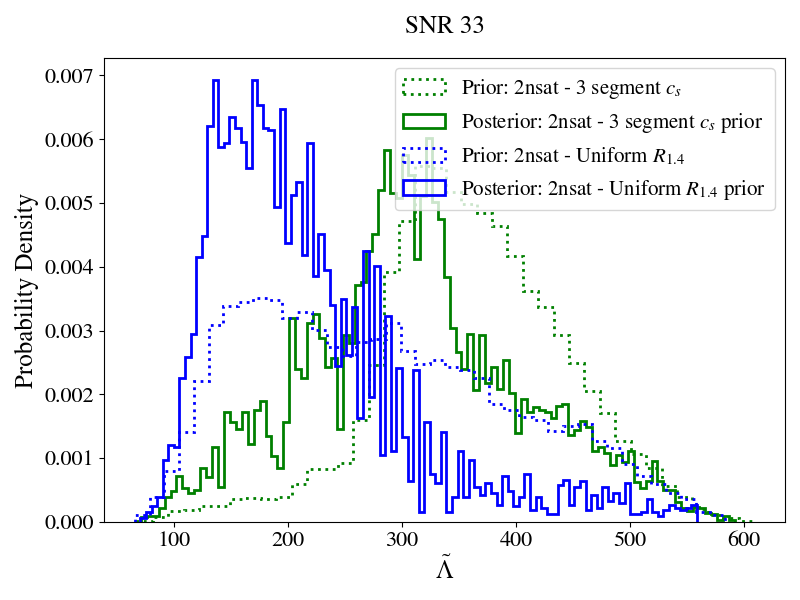 SNR 33
Prior: 2nsat - 3 segment c_s
Posterior: 2nsat - 3 segment c_s prior
Prior: 2nsat - Uniform R_1.4
Posterior: 2nsat - Uniform R_1.4 prior
Probability Density
0.007
0.006
0.005
0.004
0.003
0.002
0.001
0.000
100 200 300 400 500 600
Λ̃